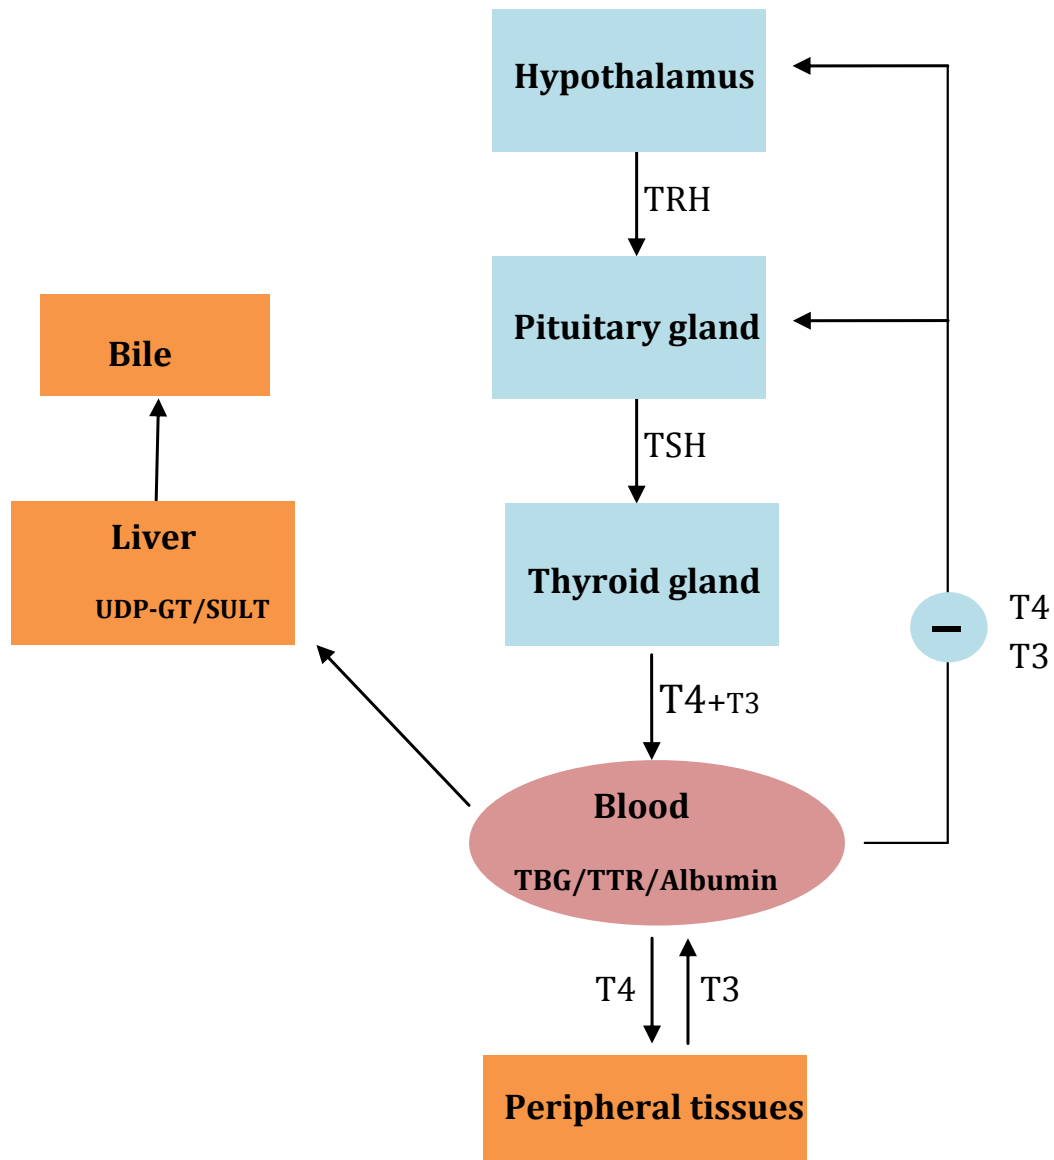 Hypothalamus
TRH
Pituitary gland
Bile
TSH
Liver
UDP-GT/SULT
Thyroid gland
–
T4
T3
T4+T3
Blood
TBG/TTR/Albumin
T4
T3
Peripheral tissues